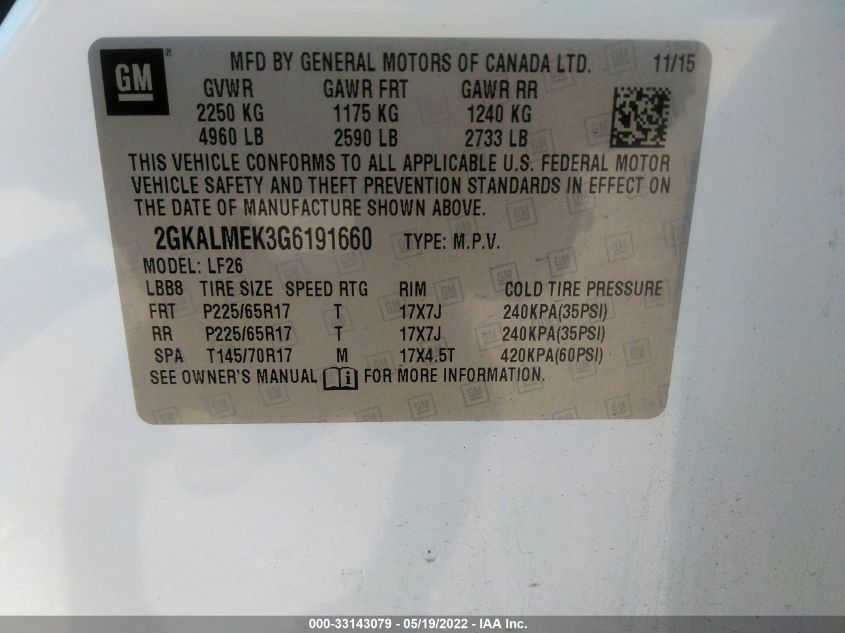 GM ® MFD BY GENERAL MOTORS OF CANADA LTD. 11/15
GVWR GAWR FRT GAWR RR
2250 KG 1175 KG 1240 KG
4960 LB 2590 LB 2733 LB
THIS VEHICLE CONFORMS TO ALL APPLICABLE U.S. FEDERAL MOTOR
VEHICLE SAFETY AND THEFT PREVENTION STANDARDS IN EFFECT ON
THE DATE OF MANUFACTURE SHOWN ABOVE.
2GKALMEK3G6191660 TYPE: M.P.V.
MODEL: LF26
LBB8 TIRE SIZE SPEED RTG RIM COLD TIRE PRESSURE
FRT P225/65R17 T 17X7J 240KPA(35PSI)
RR P225/65R17 T 17X7J 240KPA(35PSI)
SPA T145/70R17 M 17X4.5T 420KPA(60PSI)
SEE OWNER'S MANUAL FOR MORE INFORMATION.
000-33143079 - 05/19/2022 - IAA Inc.